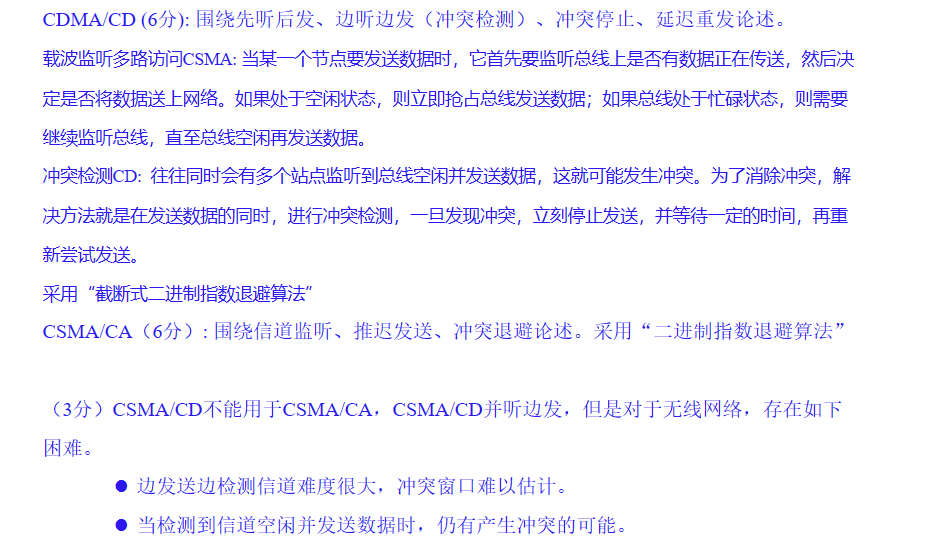 CDMA/CD (6分): 围绕先听后发、边听边发（冲突检测）、冲突停止、延迟重发论述。
载波监听多路访问CSMA: 当某一个节点要发送数据时，它首先要监听总线上是否有数据正在传送，然后决
定是否将数据送上网络。如果处于空闲状态，则立即抢占总线发送数据；如果总线处于忙碌状态，则需要
继续监听总线，直至总线空闲再发送数据。
冲突检测CD: 往往同时会有多个站点监听到总线空闲并发送数据，这就可能发生冲突。为了消除冲突，解
决方法就是在发送数据的同时，进行冲突检测，一旦发现冲突，立刻停止发送，并等待一定的时间，再重
新尝试发送。
采用“截断式二进制指数退避算法”
CSMA/CA（6分）: 围绕信道监听、推迟发送、冲突退避论述。采用“二进制指数退避算法”
（3分）CSMA/CD不能用于CSMA/CA，CSMA/CD并听边发，但是对于无线网络，存在如下
困难。
● 边发送边检测信道难度很大，冲突窗口难以估计。
● 当检测到信道空闲并发送数据时，仍有产生冲突的可能。